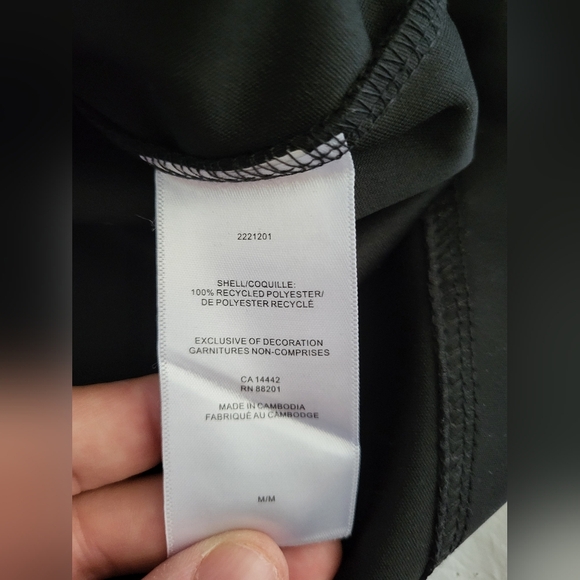 2221201
SHELL/COQUILLE:
100% RECYCLED POLYESTER/
DE POLYESTER RECYCLÉ
EXCLUSIVE OF DECORATION
GARNITURES NON-COMPRISES
CA 14442
RN 88201
MADE IN CAMBODIA
FABRIQUÉ AU CAMBODGE
M/M